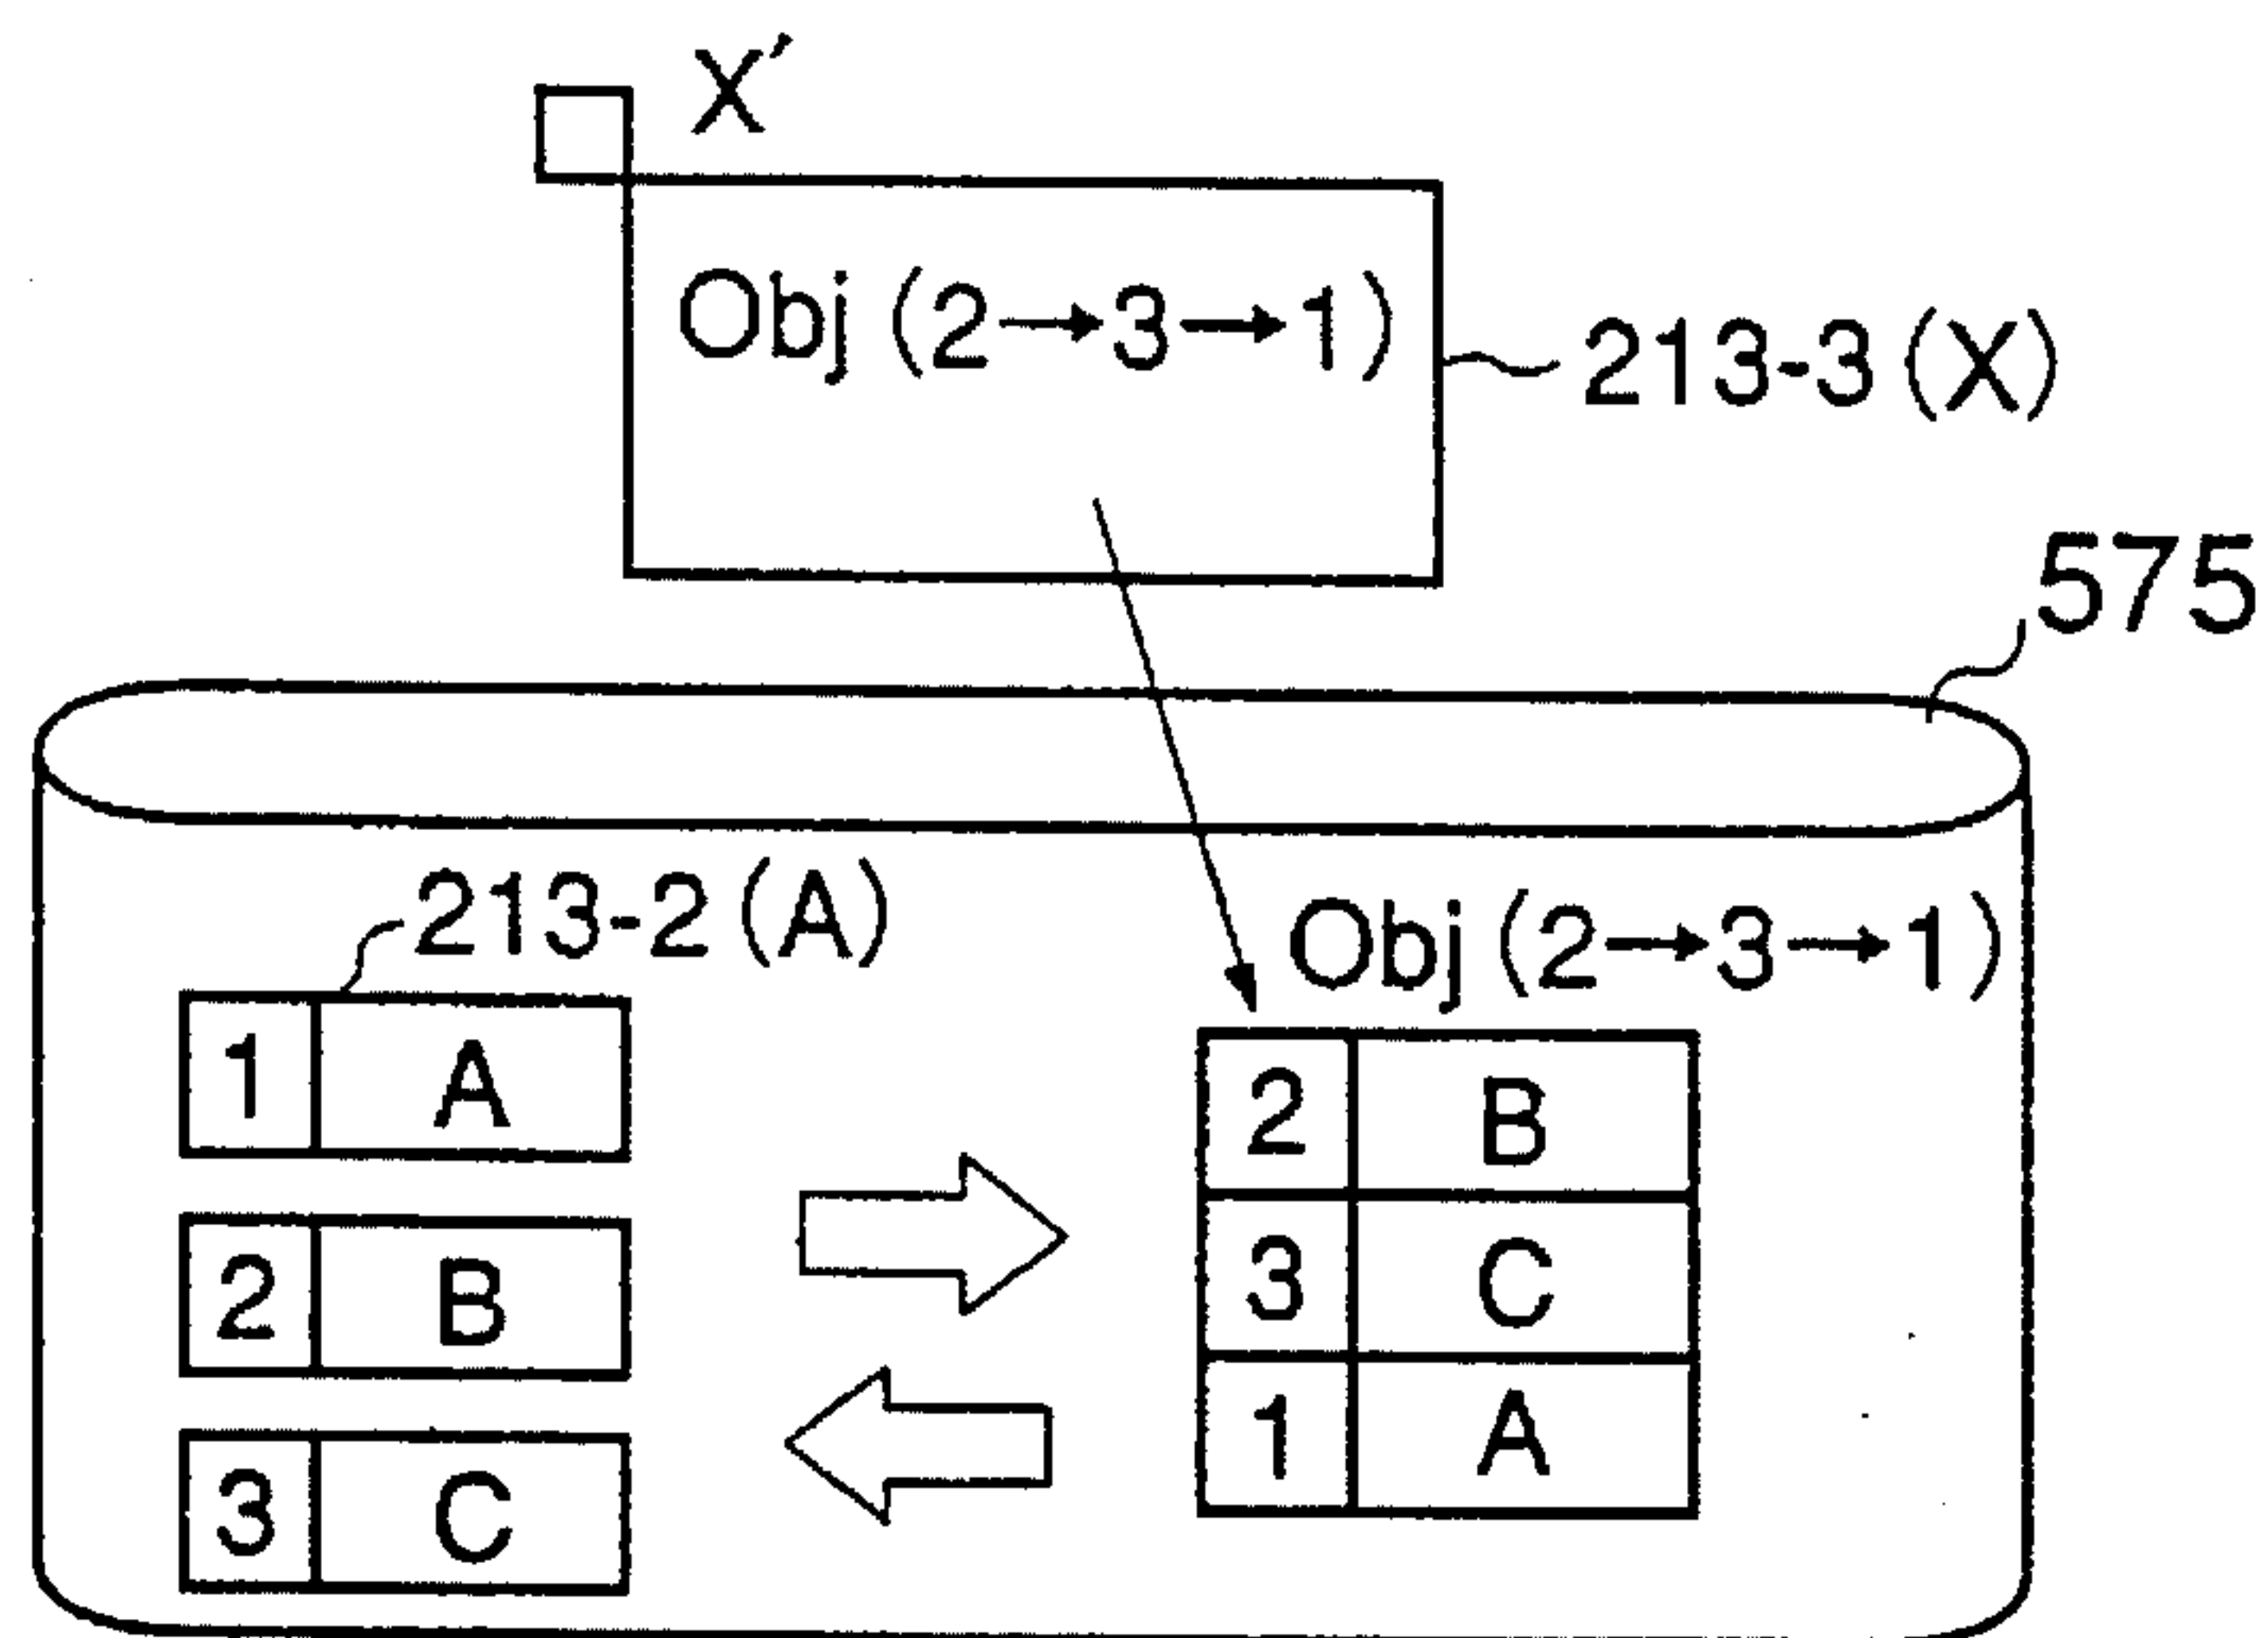 X′
Obj (2→3→1)
213-3 (X)
575
213-2 (A)
Obj (2→3→1)
1 A
2 B
3 C
2 B
3 C
1 A